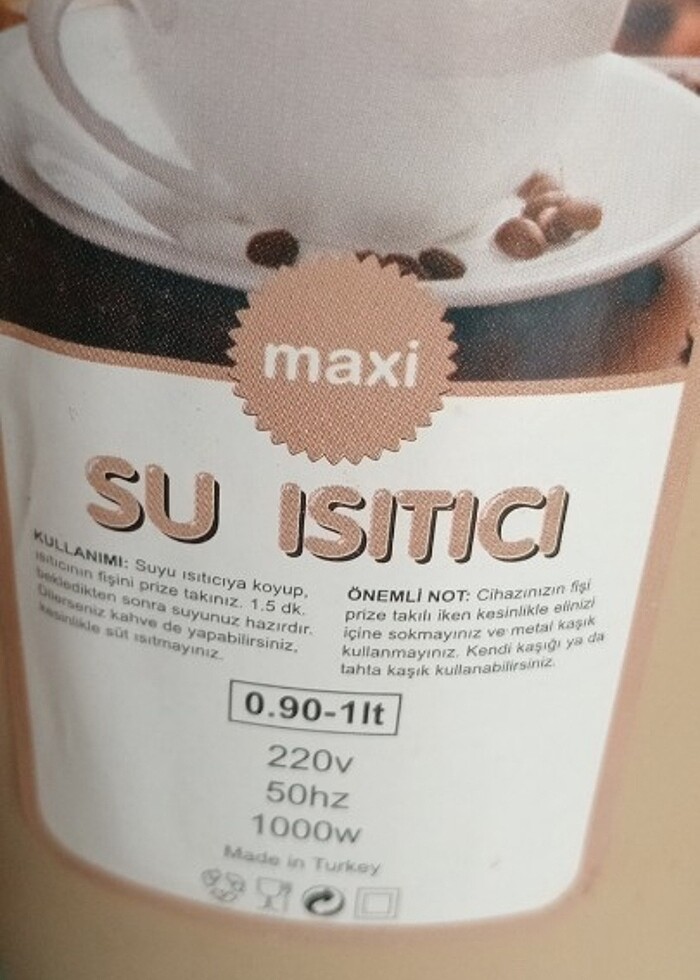 maxi
SU ISITICI
KULLANIMI: Suyu ısıtıcıya koyup,
ısıtıcının fişini prize takınız. 1.5 dk.
bekledikten sonra suyunuz hazırdır.
Dilerseniz kahve de yapabilirsiniz,
kesinlikle süt ısıtmayınız.
ÖNEMLİ NOT: Cihazınızın fişi
prize takılı iken kesinlikle elinizi
içine sokmayınız ve metal kaşık
kullanmayınız. Kendi kaşığı ya da
tahta kaşık kullanabilirsiniz.
0.90-1lt
220v
50hz
1000w
Made in Turkey